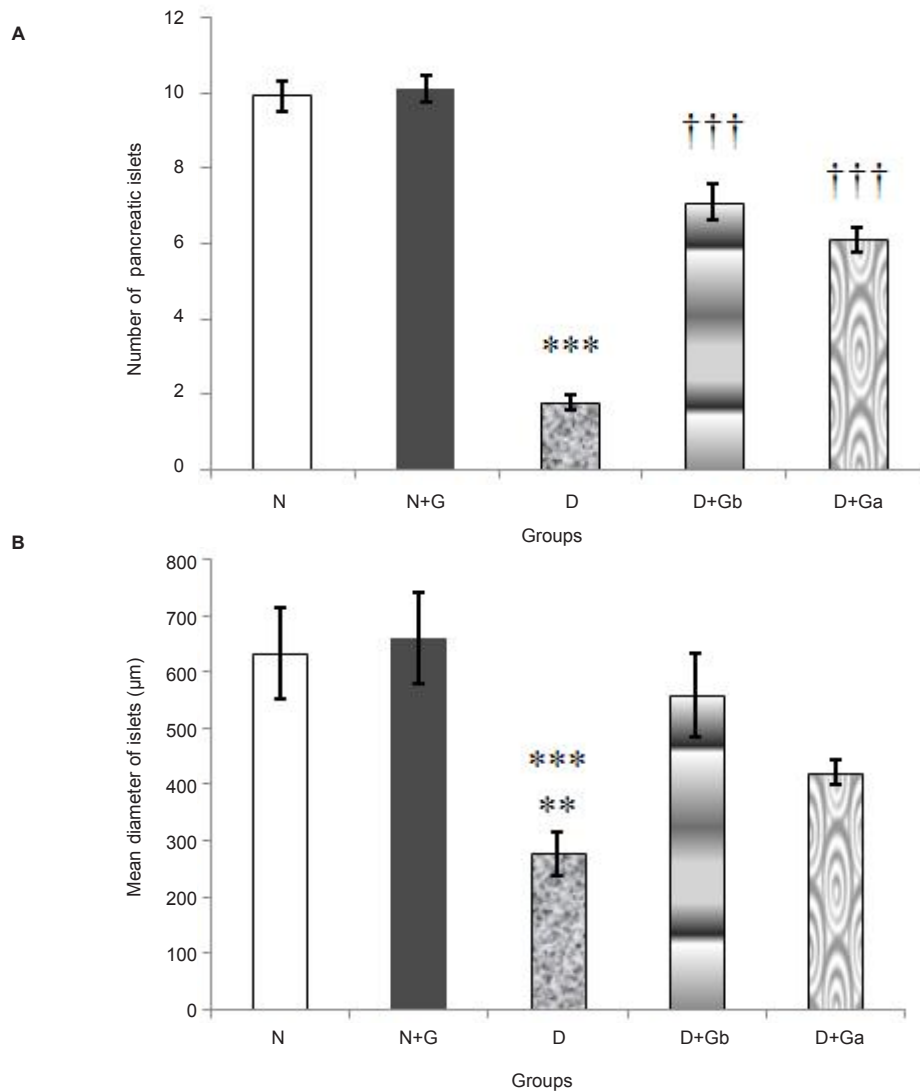 A
Number of pancreatic islets
12
10
8
6
4
2
0
†††
†††
***
N N+G D D+Gb D+Ga
Groups
B
Mean diameter of islets (µm)
800
700
600
500
400
300
200
100
0
***
**
N N+G D D+Gb D+Ga
Groups